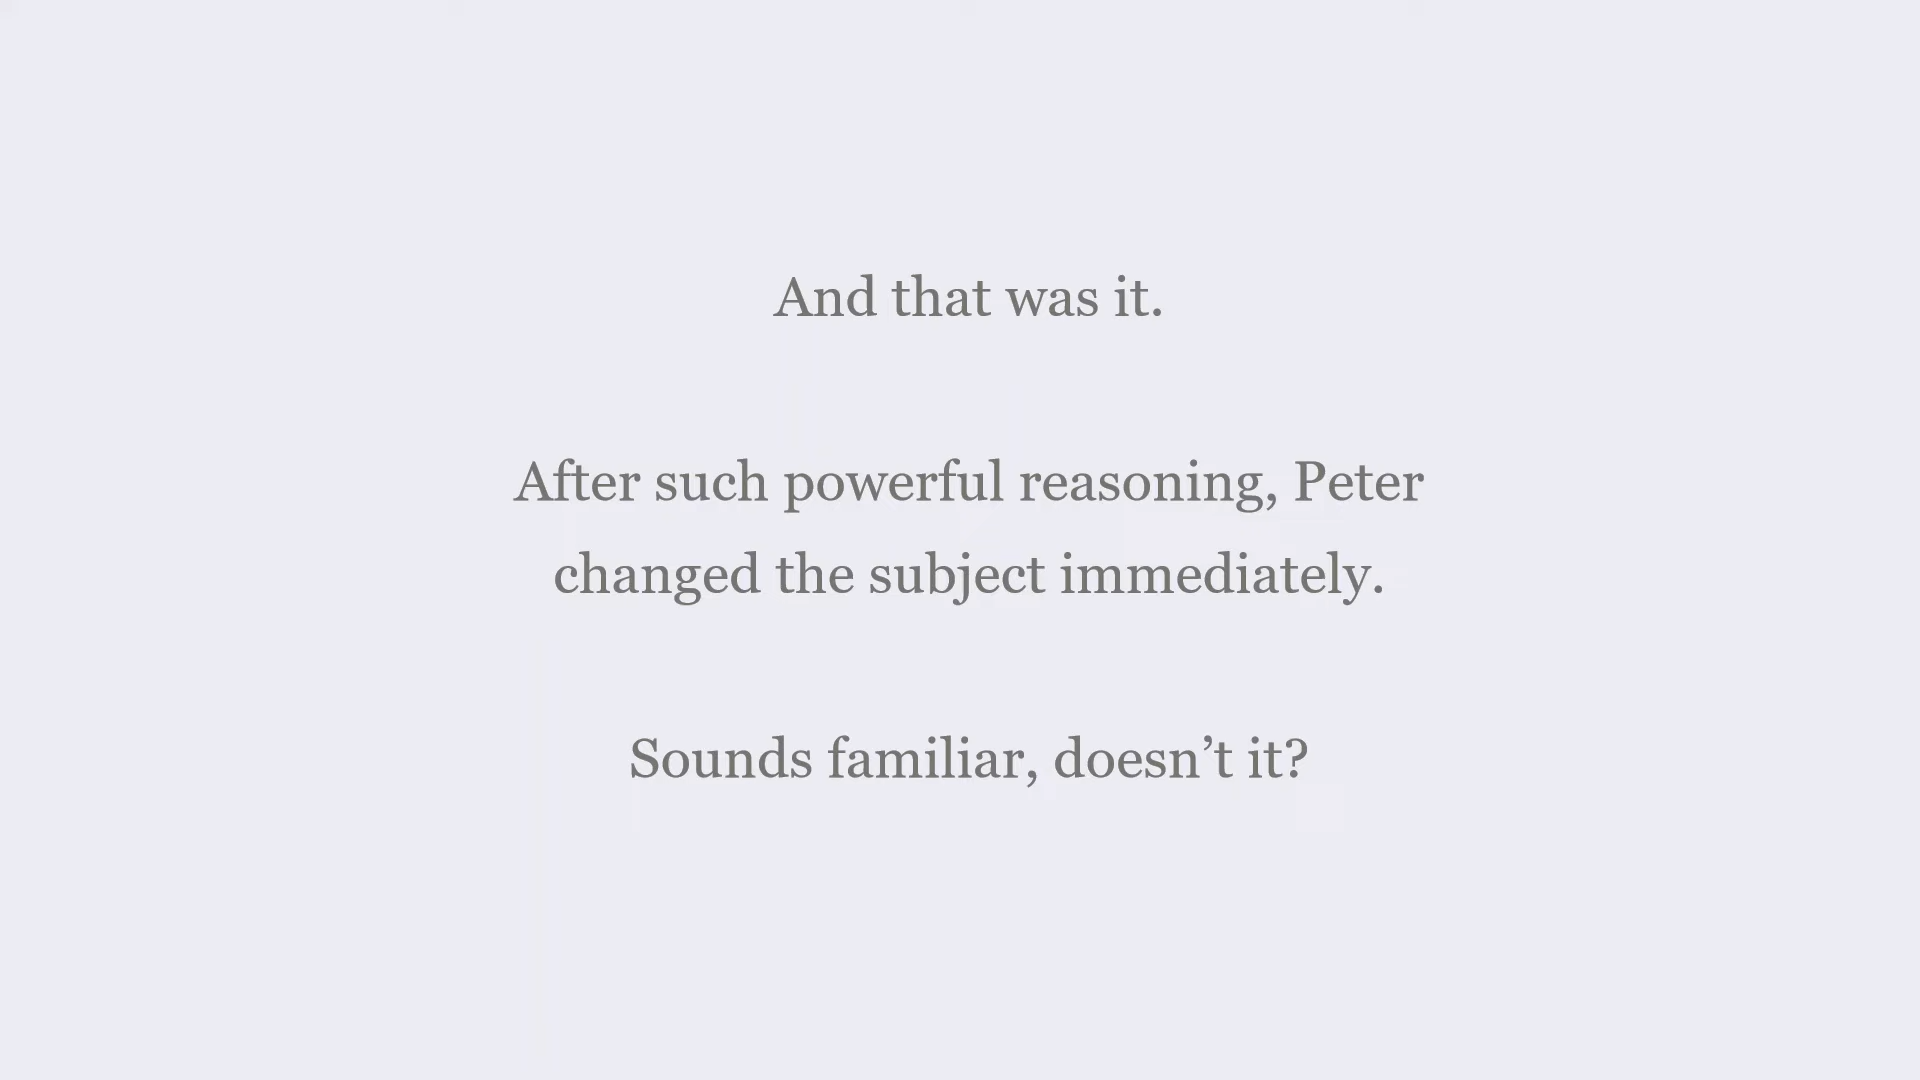 And that was it.
After such powerful reasoning, Peter
changed the subject immediately.
Sounds familiar, doesn’t it?